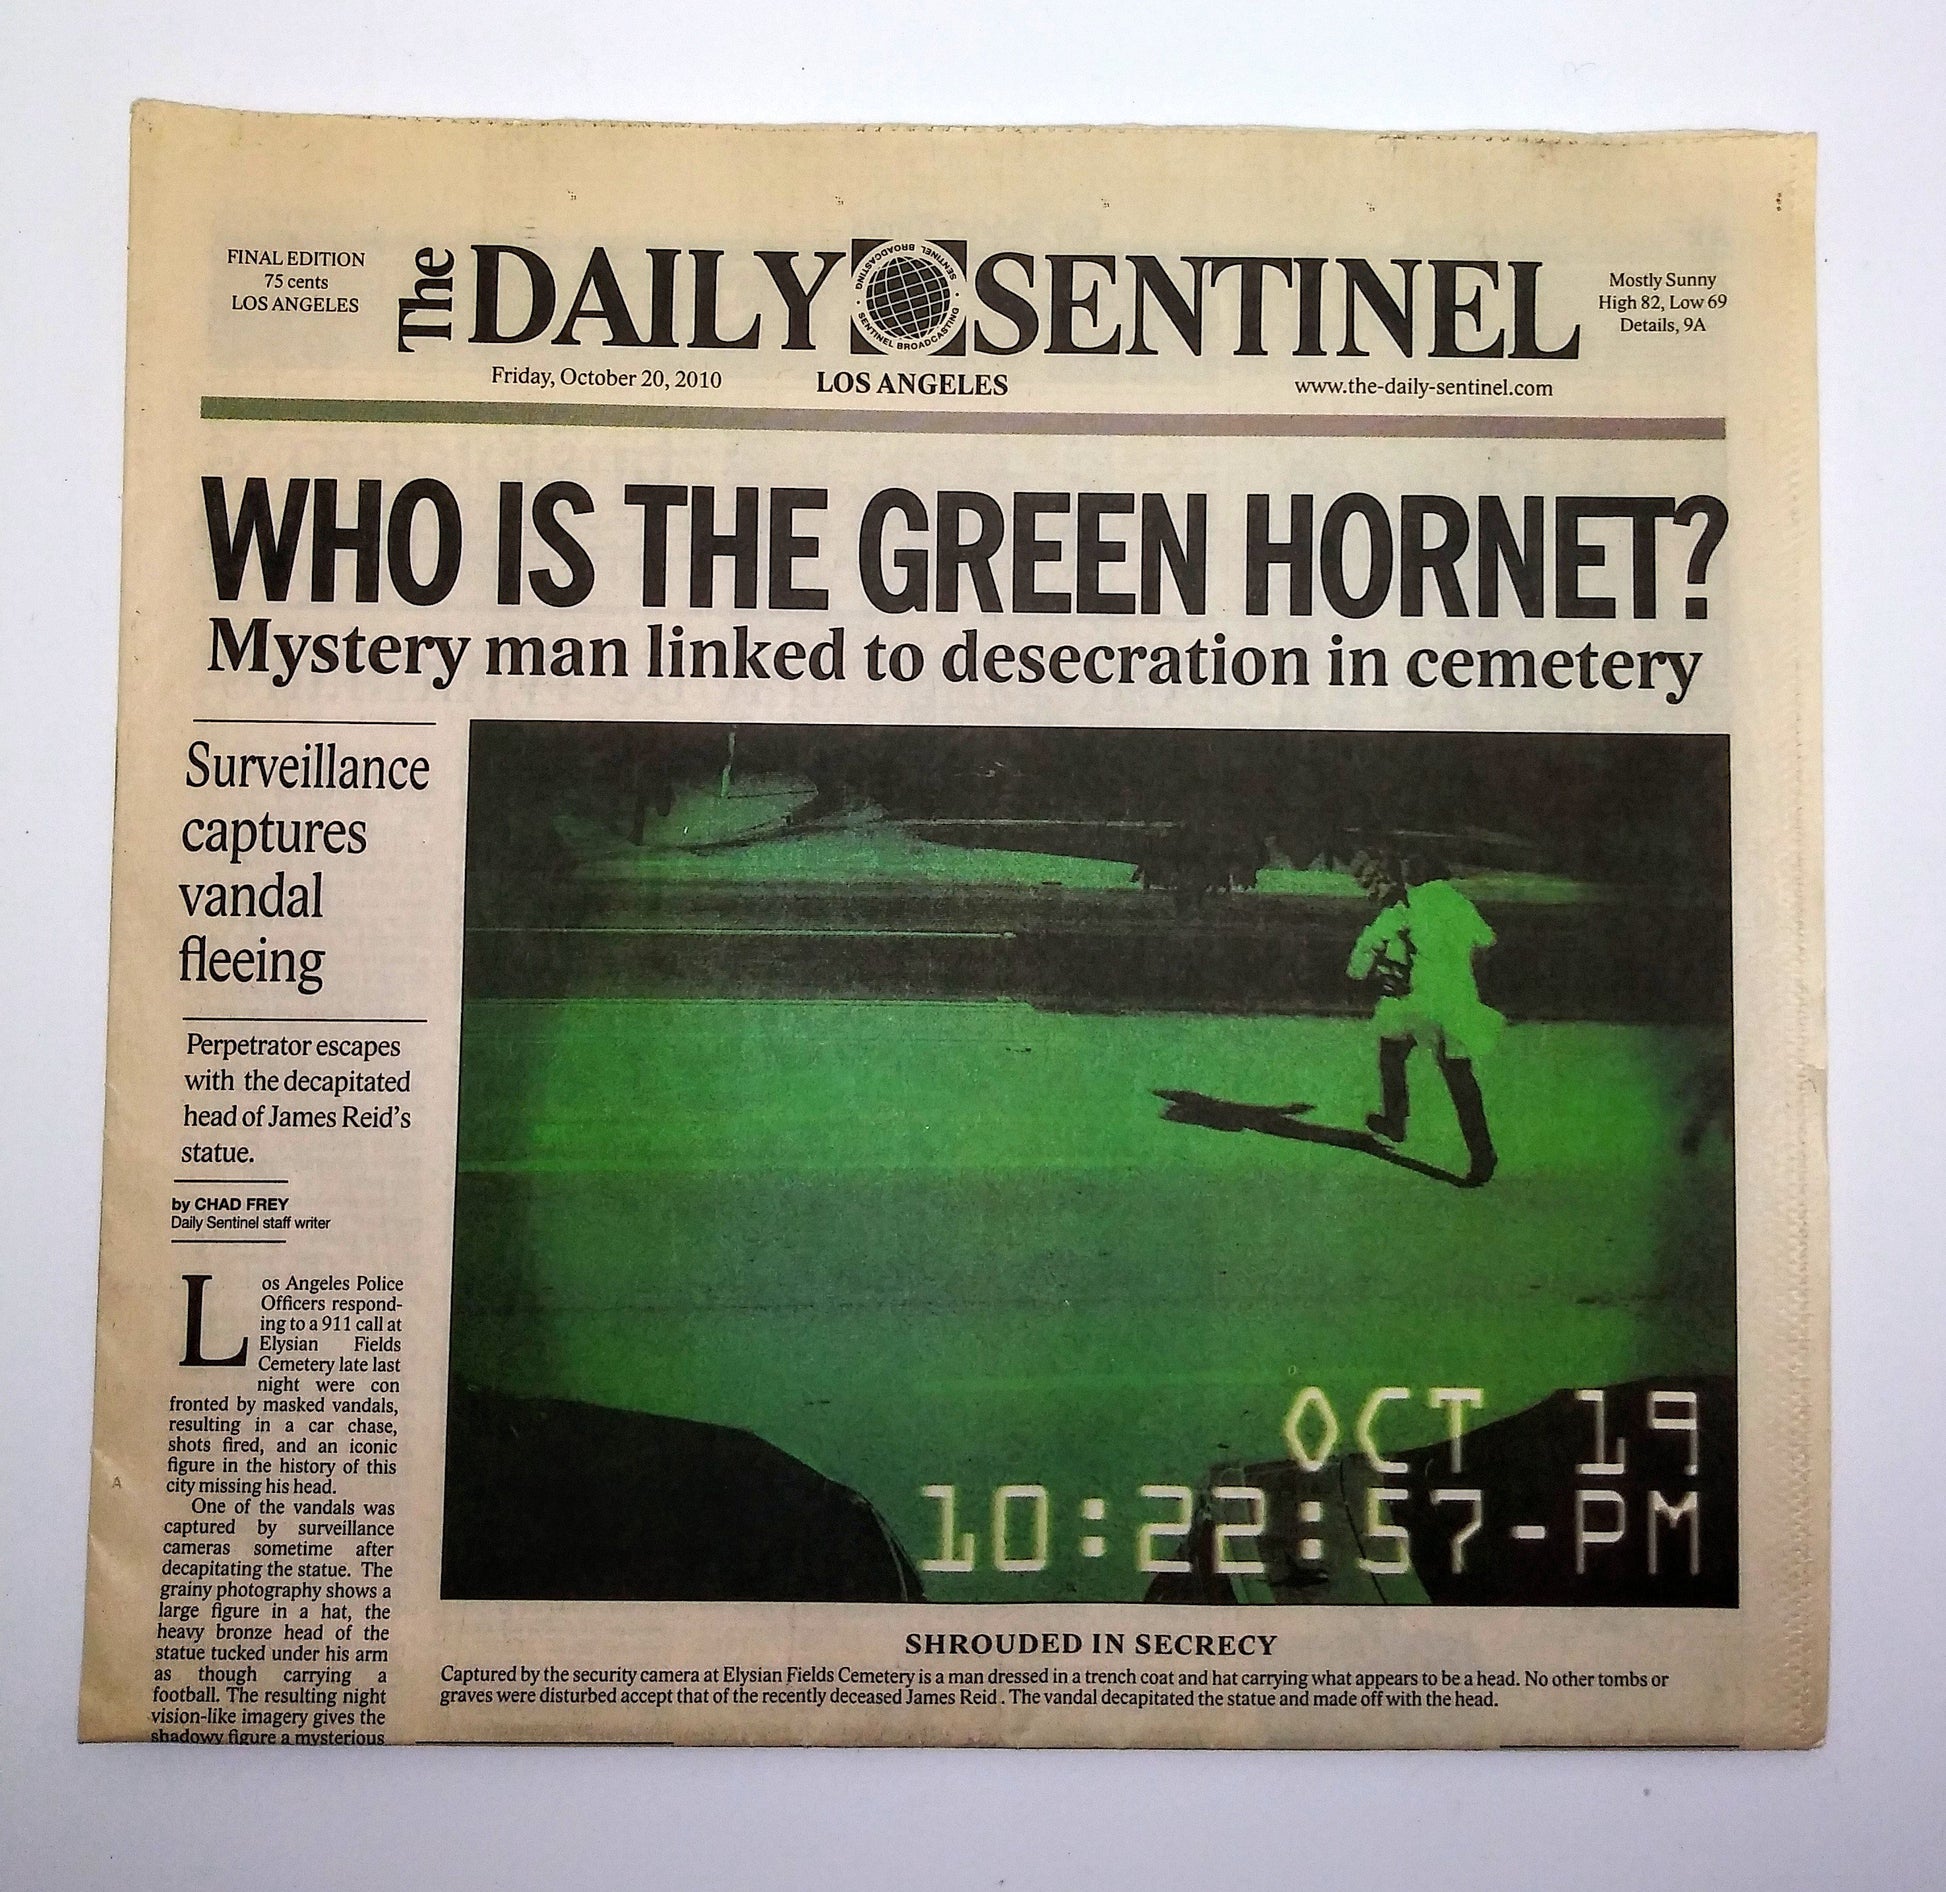 FINAL EDITION
75 cents
LOS ANGELES
The DAILY SENTINEL
SENTINEL BROADCASTING · SENTINEL BROADCASTING ·
Mostly Sunny
High 82, Low 69
Details, 9A
Friday, October 20, 2010
LOS ANGELES
www.the-daily-sentinel.com
WHO IS THE GREEN HORNET?
Mystery man linked to desecration in cemetery
Surveillance
captures
vandal
fleeing
Perpetrator escapes
with the decapitated
head of James Reid's
statue.
by CHAD FREY
Daily Sentinel staff writer
Los Angeles Police
Officers respond-
ing to a 911 call at
Elysian Fields
Cemetery late last
night were con
fronted by masked vandals,
resulting in a car chase,
shots fired, and an iconic
figure in the history of this
city missing his head.
One of the vandals was
captured by surveillance
cameras sometime after
decapitating the statue. The
grainy photography shows a
large figure in a hat, the
heavy bronze head of the
statue tucked under his arm
as though carrying a
football. The resulting night
vision-like imagery gives the
shadowy figure a mysterious
OCT 19
10:22:57-PM
SHROUDED IN SECRECY
Captured by the security camera at Elysian Fields Cemetery is a man dressed in a trench coat and hat carrying what appears to be a head. No other tombs or
graves were disturbed accept that of the recently deceased James Reid . The vandal decapitated the statue and made off with the head.
A